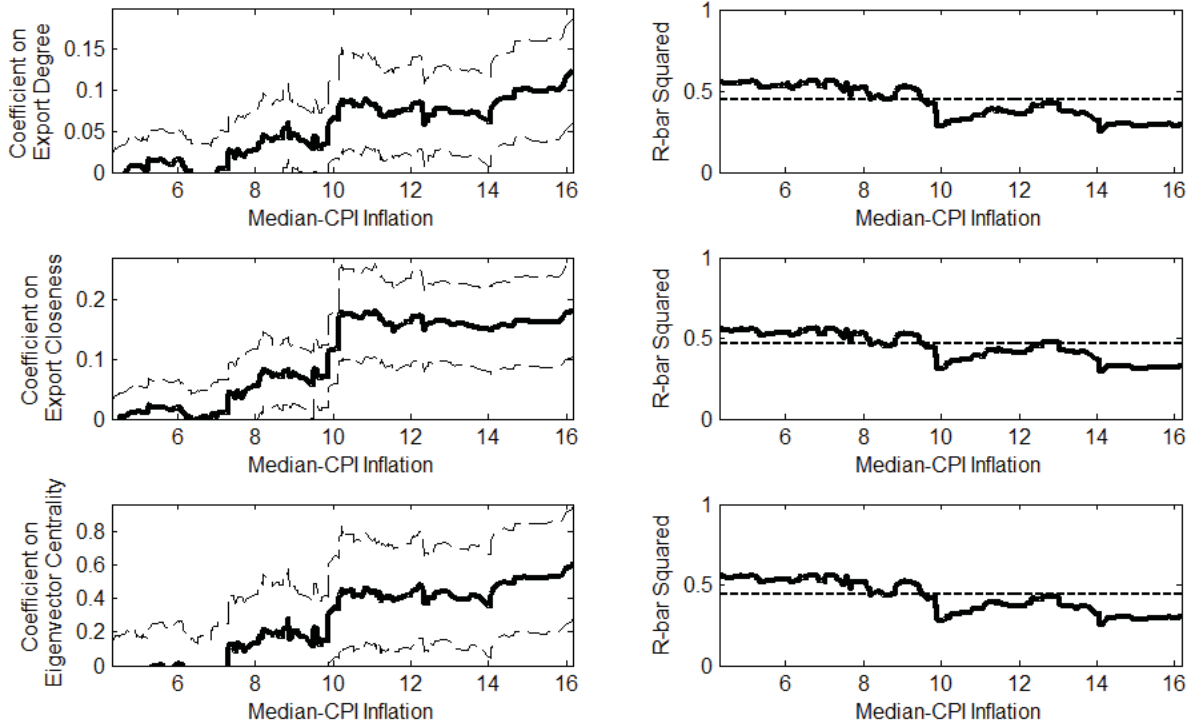 Coefficient on
Export Degree
0.15
0.1
0.05
0
6 8 10 12 14 16
Median-CPI Inflation
R-bar Squared
1
0.5
0
6 8 10 12 14 16
Median-CPI Inflation
Coefficient on
Export Closeness
0.2
0.1
0
6 8 10 12 14 16
Median-CPI Inflation
R-bar Squared
1
0.5
0
6 8 10 12 14 16
Median-CPI Inflation
Coefficient on
Eigenvector Centrality
0.8
0.6
0.4
0.2
0
6 8 10 12 14 16
Median-CPI Inflation
R-bar Squared
1
0.5
0
6 8 10 12 14 16
Median-CPI Inflation